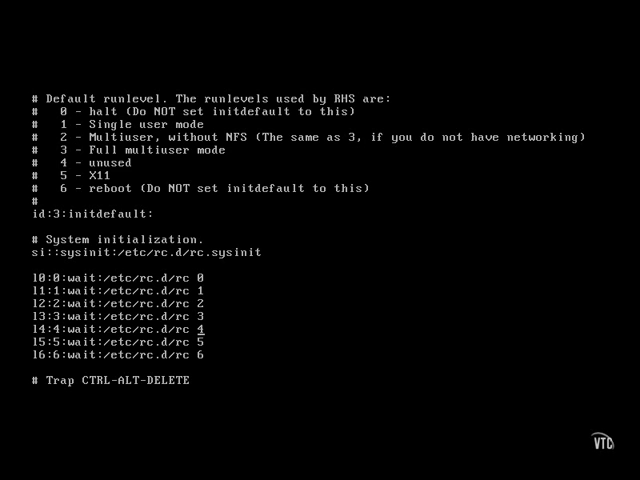 # Default runlevel. The runlevels used by RHS are:
#   0 - halt (Do NOT set initdefault to this)
#   1 - Single user mode
#   2 - Multiuser, without NFS (The same as 3, if you do not have networking)
#   3 - Full multiuser mode
#   4 - unused
#   5 - X11
#   6 - reboot (Do NOT set initdefault to this)
#
id:3:initdefault:
# System initialization.
si::sysinit:/etc/rc.d/rc.sysinit
l0:0:wait:/etc/rc.d/rc 0
l1:1:wait:/etc/rc.d/rc 1
l2:2:wait:/etc/rc.d/rc 2
l3:3:wait:/etc/rc.d/rc 3
l4:4:wait:/etc/rc.d/rc 4
l5:5:wait:/etc/rc.d/rc 5
l6:6:wait:/etc/rc.d/rc 6
# Trap CTRL-ALT-DELETE
VTC